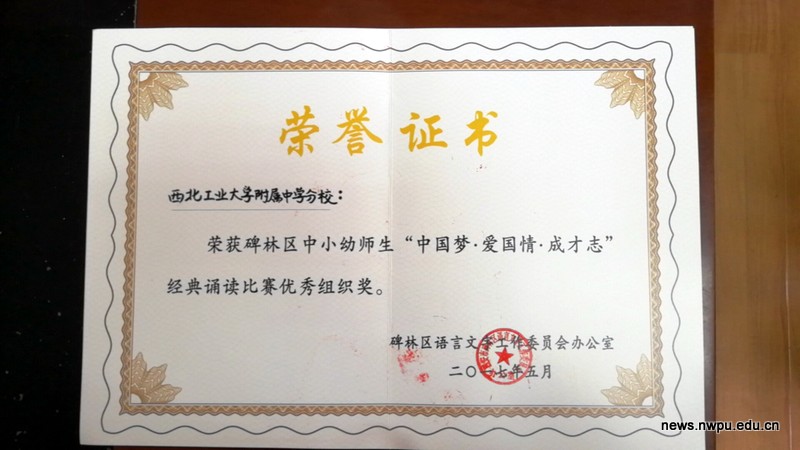 荣誉证书
西北工业大学附属中学分校：
荣获碑林区中小幼师生“中国梦·爱国情·成才志”
经典诵读比赛优秀组织奖。
碑林区语言文字工作委员会办公室
二〇一七年五月
news.nwpu.edu.cn